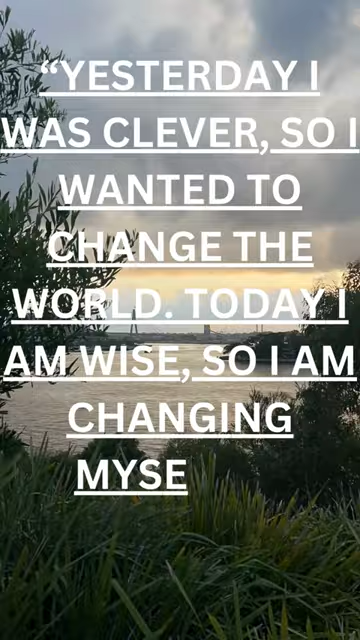 “YESTERDAY I
WAS CLEVER, SO I
WANTED TO
CHANGE THE
WORLD. TODAY I
AM WISE, SO I AM
CHANGING
MYSE